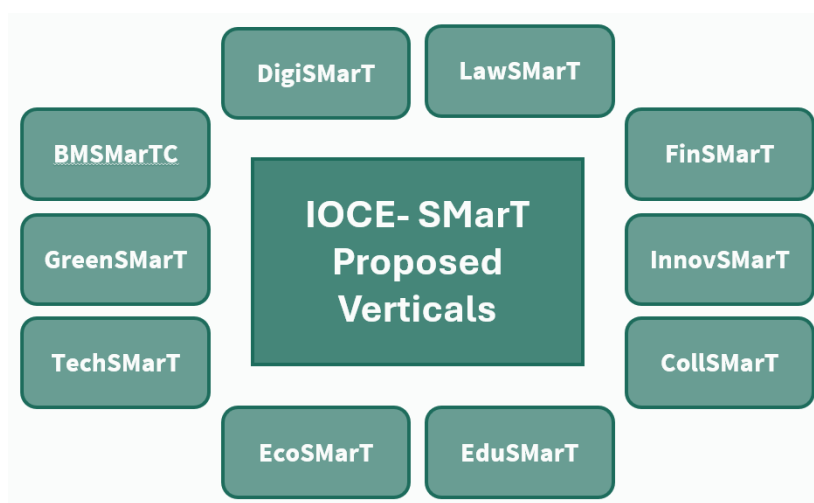 DigiSMarT
LawSMarT
BMSMarTC
FinSMarT
IOCE- SMarT
Proposed
Verticals
GreenSMarT
InnovSMarT
TechSMarT
CollSMarT
EcoSMarT
EduSMarT